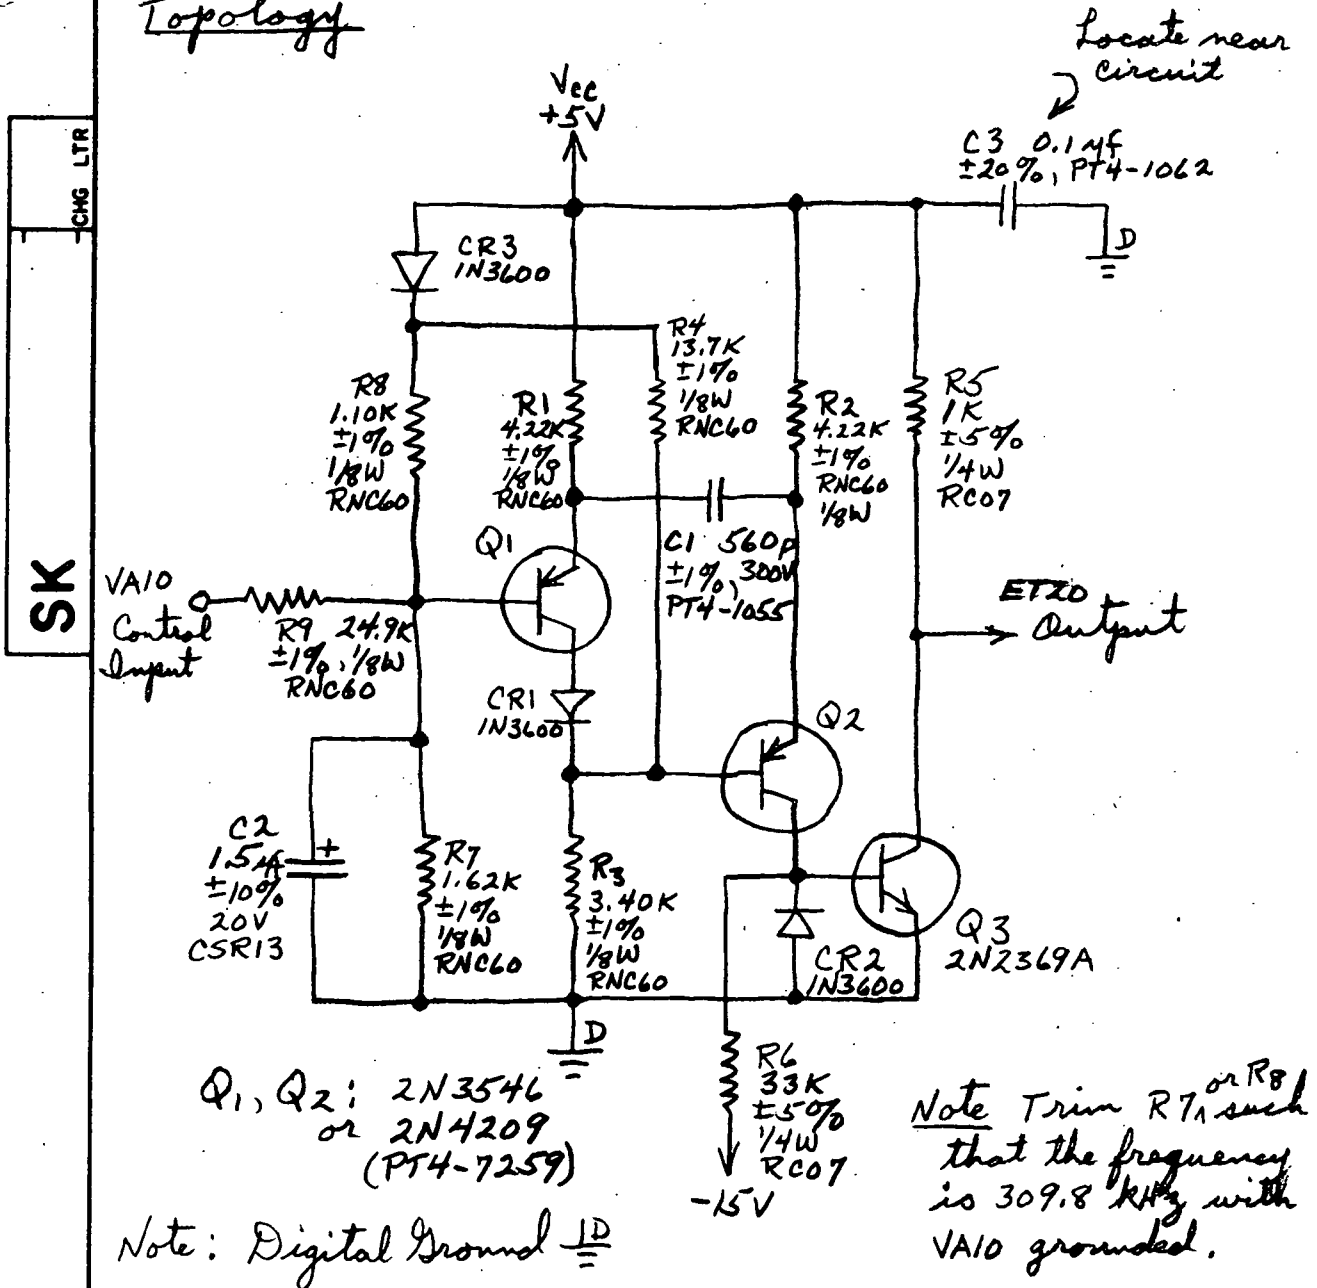 Topology
Locate near
circuit
CHG LTR
SK
Vcc
+5V
C3 0.1 μf
±20%, PT4-1062
D
CR3
1N3600
R4
13.7K
±1%
1/8W
RNC60
R8
1.10K
±1%
1/8W
RNC60
R1
4.22K
±1%
1/8W
RNC60
R2
4.22K
±1%
RNC60
1/8W
R5
1K
±5%
1/4W
RC07
Q1
C1 560p
±1%, 300V
PT4-1055
VA10
Control
Input
R9 24.9K
±1%, 1/8W
RNC60
ETZO
Output
CR1
1N3600
Q2
C2
1.5
±10%
20V
CSR13
+
R7
1.62K
±1%
1/8W
RNC60
R3
3.40K
±1%
1/8W
RNC60
CR2
1N3600
Q3
2N2369A
D
R6
33K
±5%
1/4W
RC07
-15V
Q1, Q2: 2N3546
or 2N4209
(PT4-7259)
Note Trim R7 or R8 such
that the frequency
is 309.8 kHz with
VA10 grounded.
Note: Digital Ground D